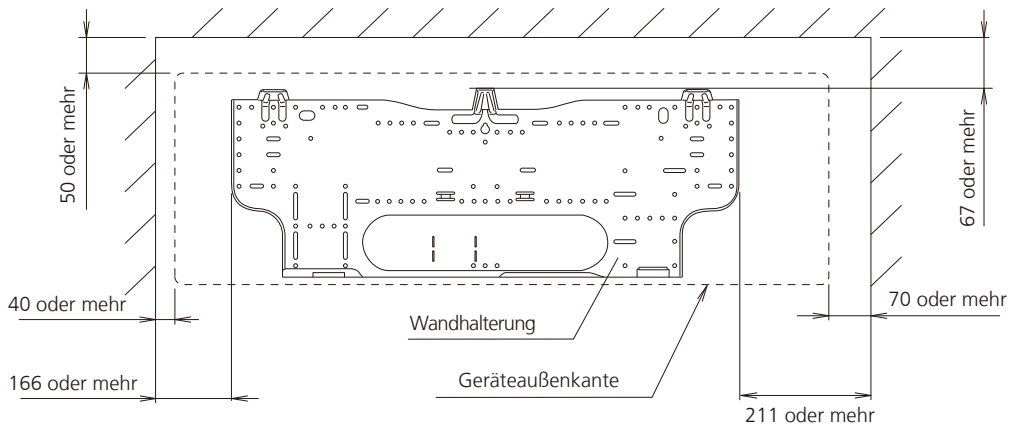 50 oder mehr
67 oder mehr
40 oder mehr
70 oder mehr
Wandhalterung
166 oder mehr
Geräteaußenkante
211 oder mehr